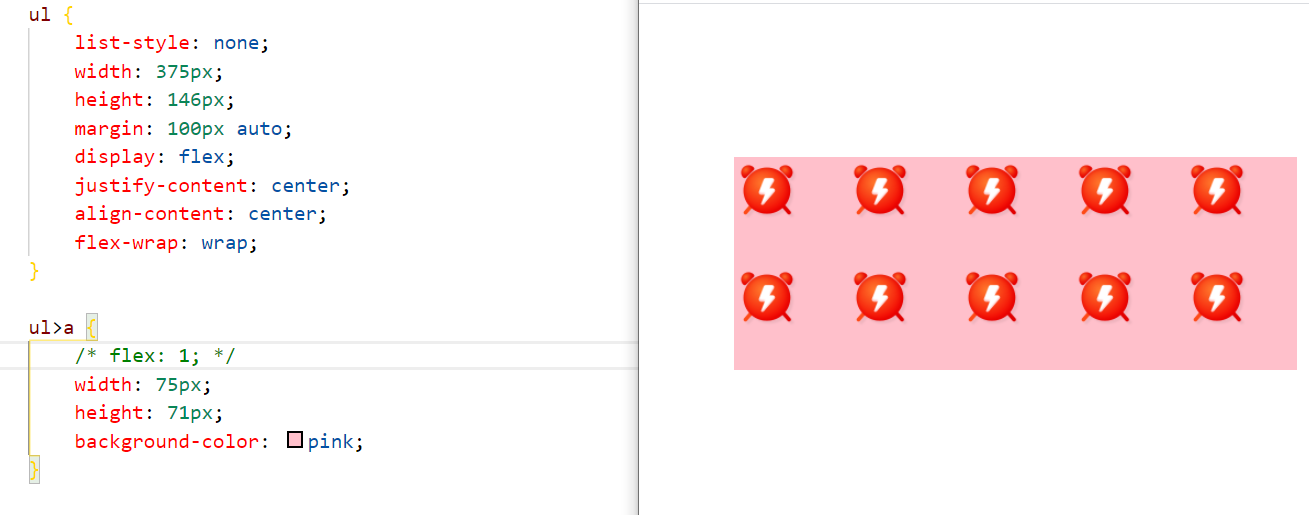 ul {
list-style: none;
width: 375px;
height: 146px;
margin: 100px auto;
display: flex;
justify-content: center;
align-content: center;
flex-wrap: wrap;
}
ul>a {
/* flex: 1; */
width: 75px;
height: 71px;
background-color: pink;
}